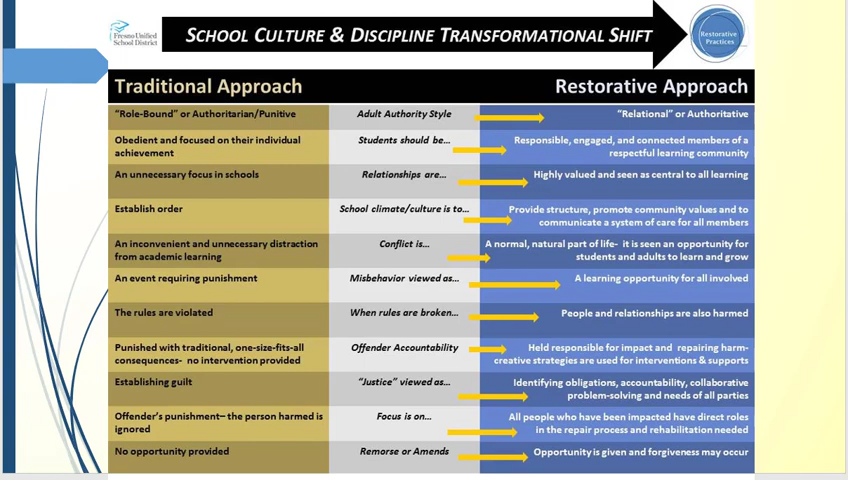 Fresno Unified
School District
SCHOOL CULTURE & DISCIPLINE TRANSFORMATIONAL SHIFT
Restorative
Practices
Traditional Approach
Restorative Approach
“Role-Bound” or Authoritarian/Punitive
Adult Authority Style
“Relational” or Authoritative
Obedient and focused on their individual
achievement
Students should be...
Responsible, engaged, and connected members of a
respectful learning community
An unnecessary focus in schools
Relationships are...
Highly valued and seen as central to all learning
Establish order
School climate/culture is to...
Provide structure, promote community values and to
communicate a system of care for all members
An inconvenient and unnecessary distraction
from academic learning
Conflict is...
A normal, natural part of life- it is seen an opportunity for
students and adults to learn and grow
An event requiring punishment
Misbehavior viewed as...
A learning opportunity for all involved
The rules are violated
When rules are broken...
People and relationships are also harmed
Punished with traditional, one-size-fits-all
consequences- no intervention provided
Offender Accountability
Held responsible for impact and repairing harm-
creative strategies are used for interventions & supports
Establishing guilt
“Justice” viewed as...
Identifying obligations, accountability, collaborative
problem-solving and needs of all parties
Offender's punishment– the person harmed is
ignored
Focus is on...
All people who have been impacted have direct roles
in the repair process and rehabilitation needed
No opportunity provided
Remorse or Amends
Opportunity is given and forgiveness may occur